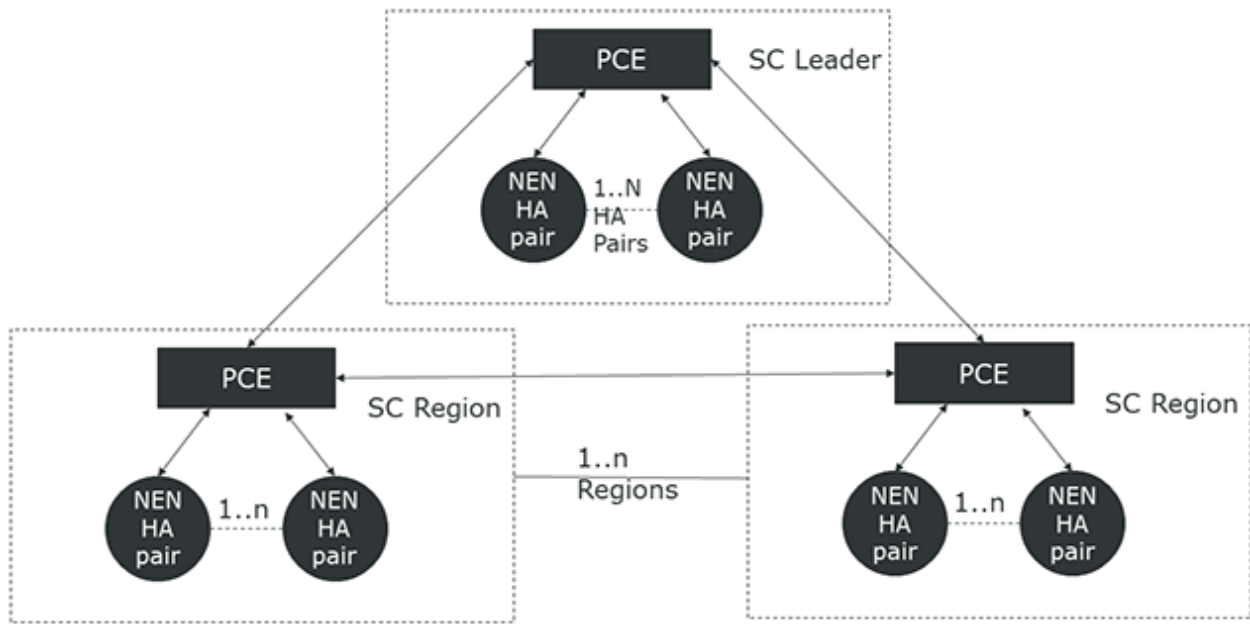 PCE
SC Leader
NEN
HA
pair
1..N
HA
Pairs
NEN
HA
pair
PCE
SC Region
NEN
HA
pair
1..n
NEN
HA
pair
1..n
Regions
PCE
SC Region
NEN
HA
pair
1..n
NEN
HA
pair